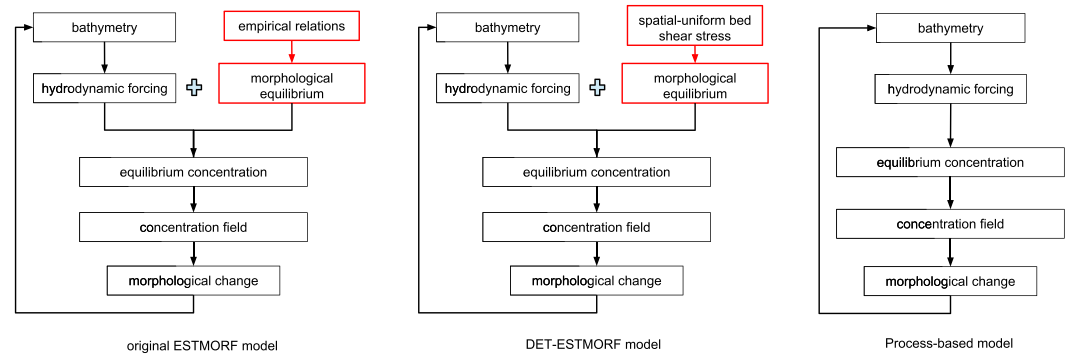 bathymetry
empirical relations
hydrodynamic forcing
morphological
equilibrium
equilibrium concentration
concentration field
morphological change
original ESTMORF model
bathymetry
spatial-uniform bed
shear stress
hydrodynamic forcing
morphological
equilibrium
equilibrium concentration
concentration field
morphological change
DET-ESTMORF model
bathymetry
hydrodynamic forcing
equilibrium concentration
concentration field
morphological change
Process-based model